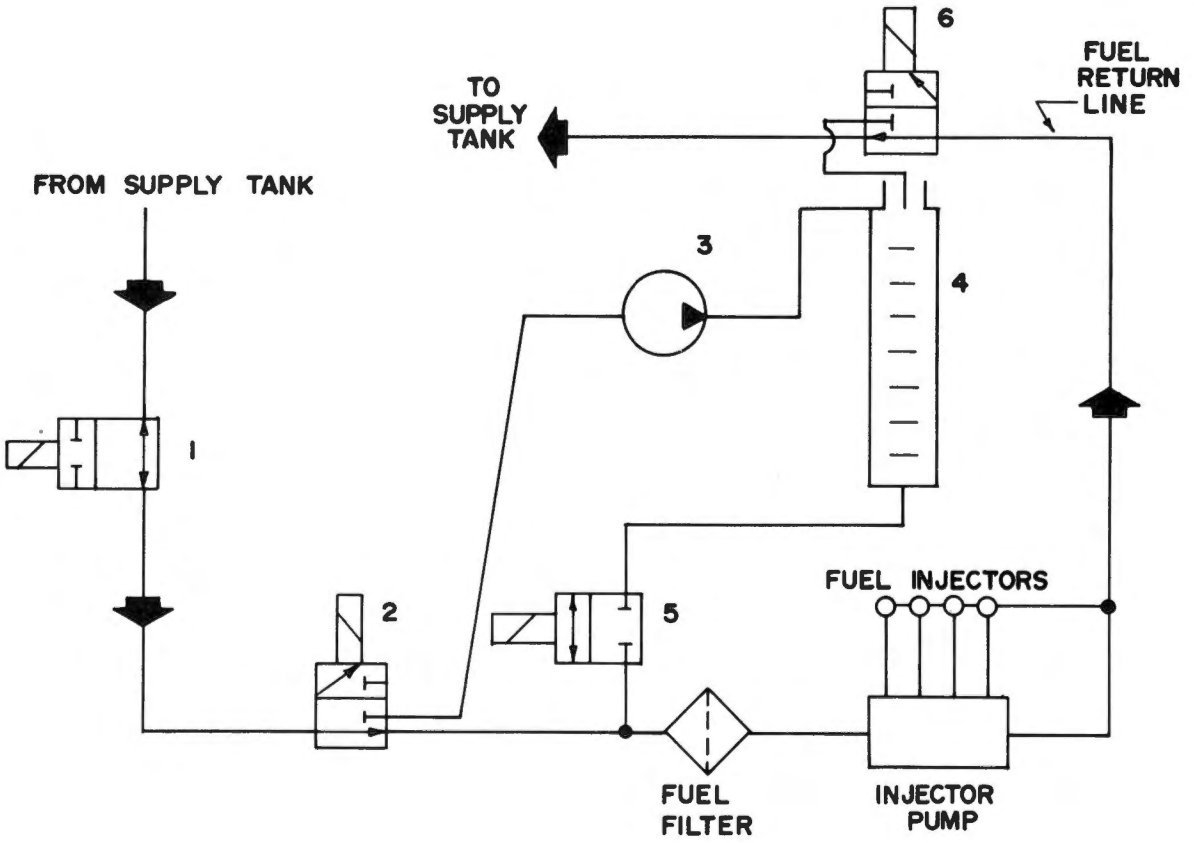 6
FUEL
RETURN
LINE
TO
SUPPLY
TANK
FROM SUPPLY TANK
3
4
1
2
5
FUEL INJECTORS
FUEL
FILTER
INJECTOR
PUMP